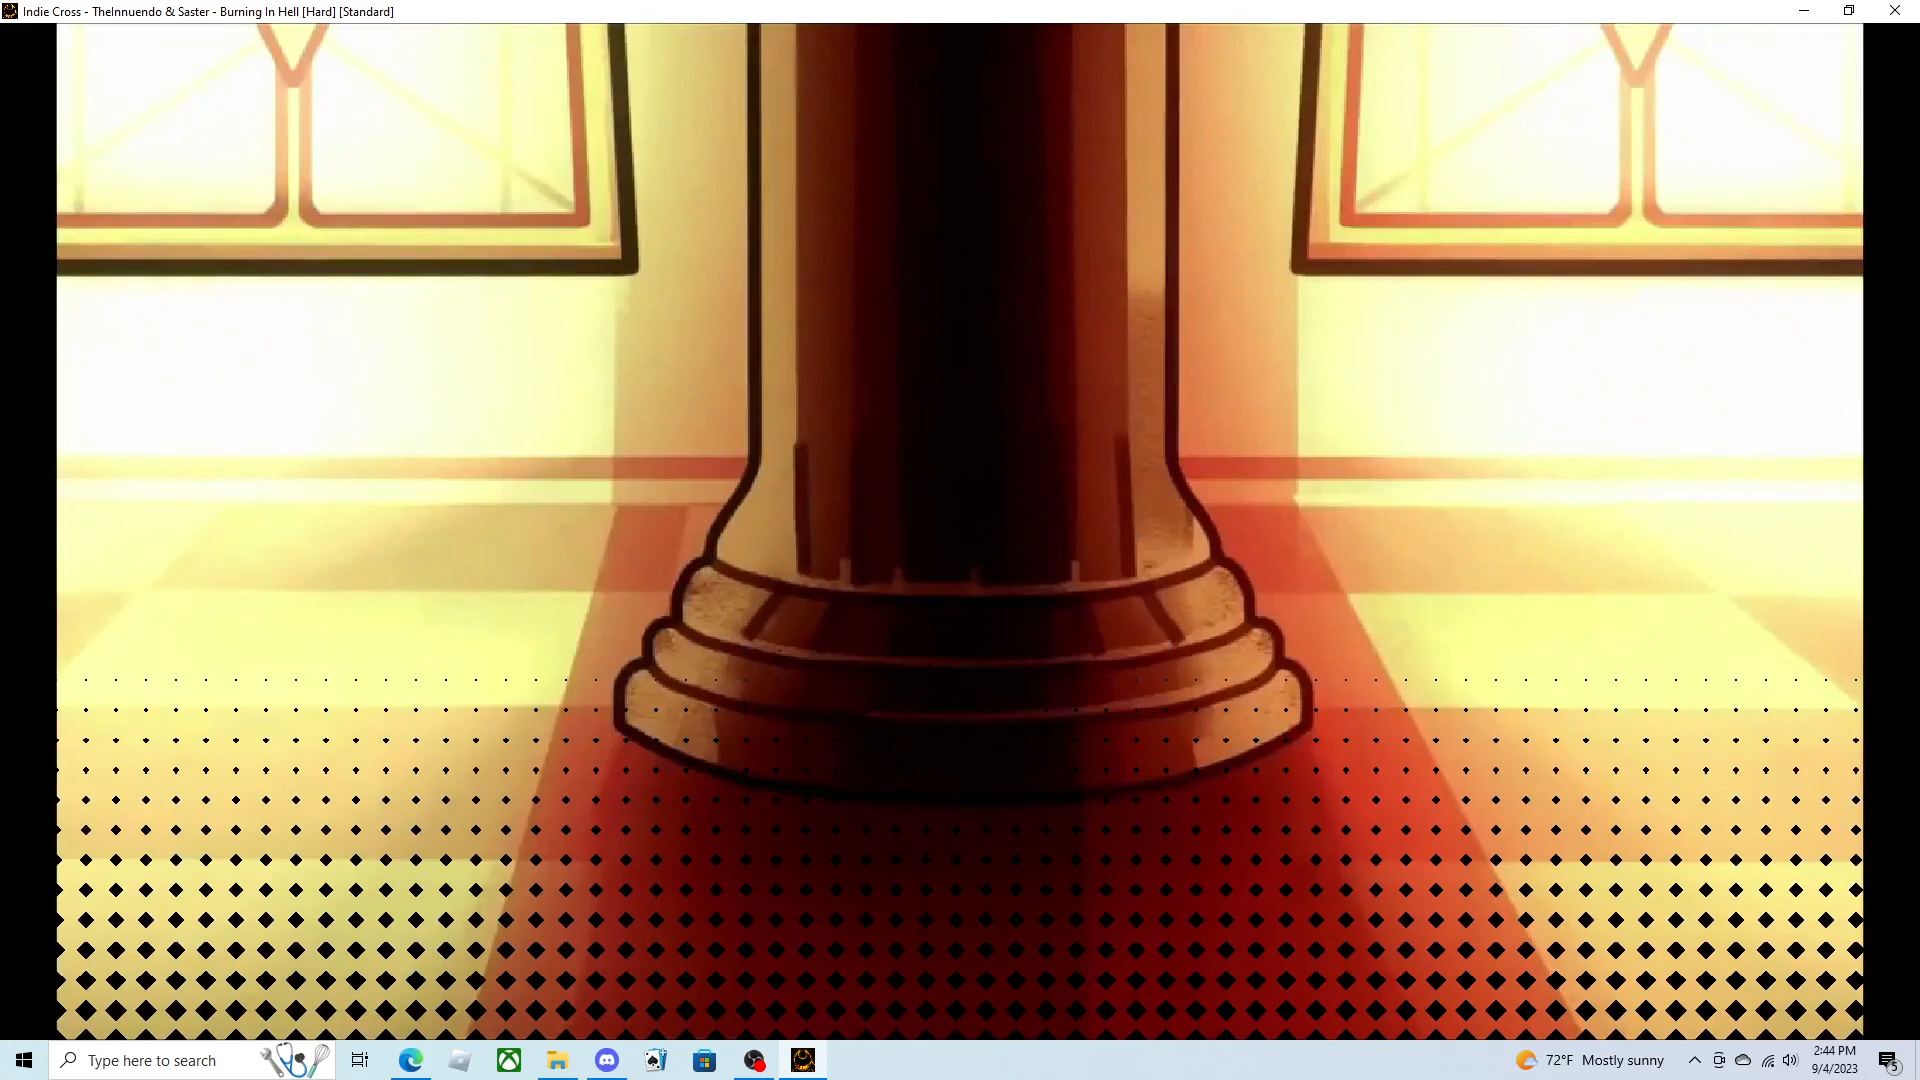 Indie Cross - TheInnuendo & Saster - Burning In Hell [Hard] [Standard]
Type here to search
72°F Mostly sunny
2:44 PM
9/4/2023
5